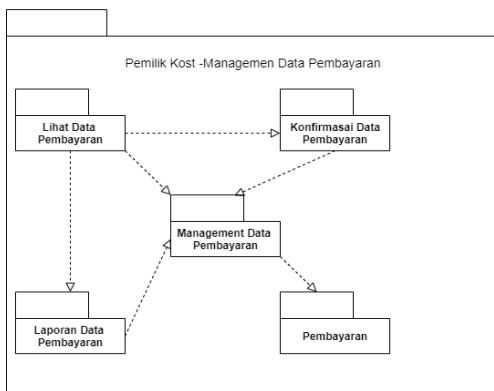 Pemilik Kost -Managemen Data Pembayaran
Lihat Data
Pembayaran
Konfirmasai Data
Pembayaran
Management Data
Pembayaran
Laporan Data
Pembayaran
Pembayaran